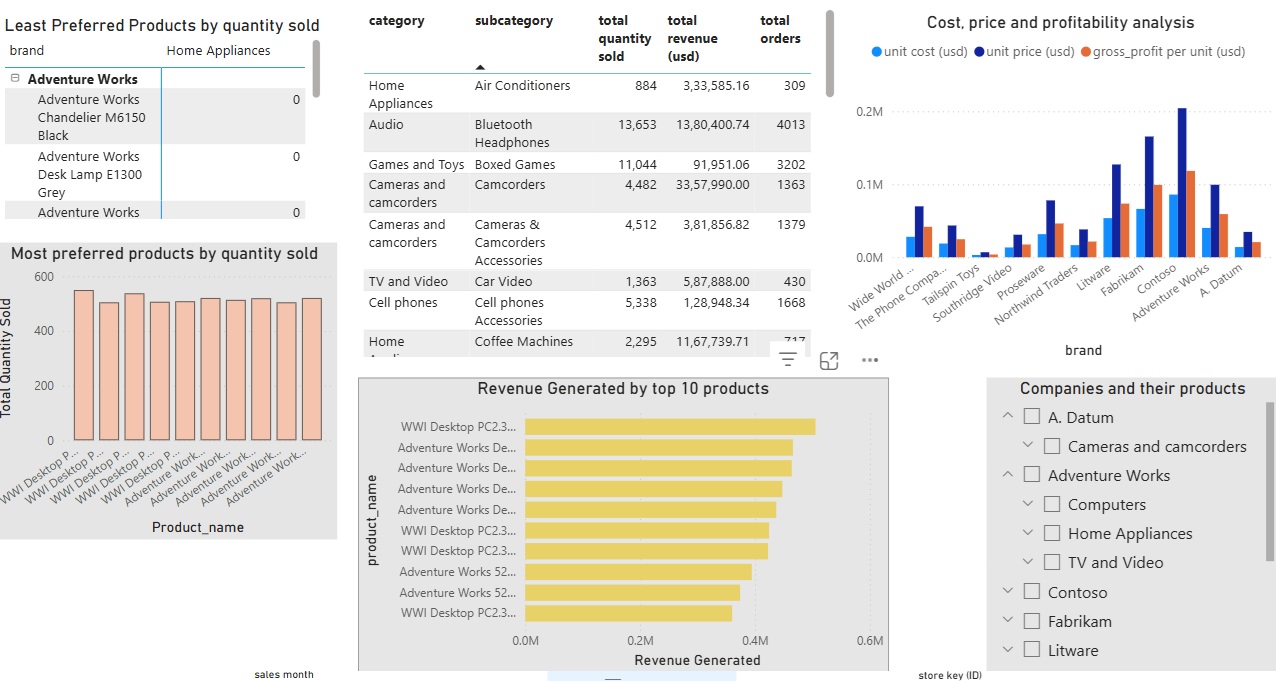 Least Preferred Products by quantity sold
brand Home Appliances
Adventure Works
Adventure Works 0
Chandelier M6150
Black
Adventure Works 0
Desk Lamp E1300
Grey
Adventure Works 0
Most preferred products by quantity sold
Total Quantity Sold
600
400
200
0
WWI Desktop P...
WWI Desktop P...
WWI Desktop P...
WWI Desktop P...
WWI Desktop P...
Adventure Work...
Adventure Work...
Adventure Work...
Adventure Work...
Adventure Work...
Product_name
category subcategory total total total
quantity revenue orders
sold (usd)
Home Air Conditioners 884 3,33,585.16 309
Appliances
Audio Bluetooth 13,653 13,80,400.74 4013
Headphones
Games and Toys Boxed Games 11,044 91,951.06 3202
Cameras and Camcorders 4,482 33,57,990.00 1363
camcorders
Cameras and Cameras & 4,512 3,81,856.82 1379
camcorders Camcorders
Accessories
TV and Video Car Video 1,363 5,87,888.00 430
Cell phones Cell phones 5,338 1,28,948.34 1668
Accessories
Home Coffee Machines 2,295 11,67,739.71 717
Revenue Generated by top 10 products
product_name
WWI Desktop PC2.3...
Adventure Works De...
Adventure Works De...
Adventure Works De...
Adventure Works De...
WWI Desktop PC2.3...
WWI Desktop PC2.3...
Adventure Works 52...
Adventure Works 52...
WWI Desktop PC2.3...
0.0M 0.2M 0.4M 0.6M
Revenue Generated
Cost, price and profitability analysis
unit cost (usd) unit price (usd) gross_profit per unit (usd)
0.2M
0.1M
0.0M
Wide World ...
The Phone Compa...
Tailspin Toys
Southridge Video
Proseware
Northwind Traders
Litware
Fabrikam
Contoso
Adventure Works
A. Datum
brand
Companies and their products
A. Datum
Cameras and camcorders
Adventure Works
Computers
Home Appliances
TV and Video
Contoso
Fabrikam
Litware
sales month
store key (ID)